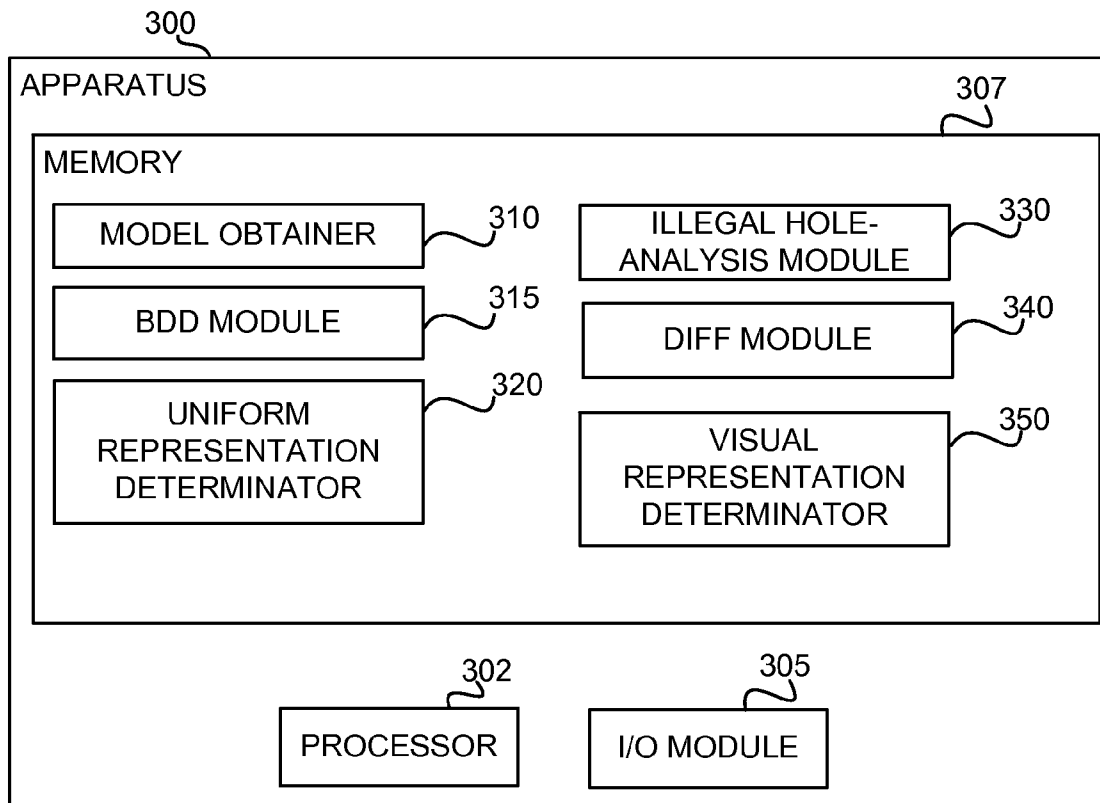 300
APPARATUS
307
MEMORY
MODEL OBTAINER
310
ILLEGAL HOLE-
ANALYSIS MODULE
330
BDD MODULE
315
DIFF MODULE
340
UNIFORM
REPRESENTATION
DETERMINATOR
320
VISUAL
REPRESENTATION
DETERMINATOR
350
302
PROCESSOR
305
I/O MODULE